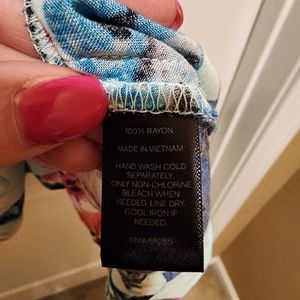 100% RAYON
MADE IN VIETNAM
HAND WASH COLD
SEPARATELY.
ONLY NON-CHLORINE
BLEACH WHEN
NEEDED. LINE DRY.
COOL IRON IF
NEEDED.